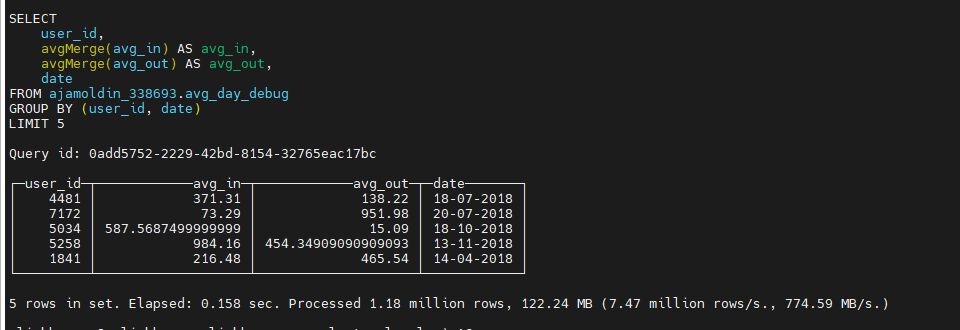 SELECT
user_id,
avgMerge(avg_in) AS avg_in,
avgMerge(avg_out) AS avg_out,
date
FROM ajamoldin_338693.avg_day_debug
GROUP BY (user_id, date)
LIMIT 5
Query id: 0add5752-2229-42bd-8154-32765eac17bc
user_id avg_in avg_out date
4481 371.31 138.22 18-07-2018
7172 73.29 951.98 20-07-2018
5034 587.5687499999999 15.09 18-10-2018
5258 984.16 454.34909090909093 13-11-2018
1841 216.48 465.54 14-04-2018
5 rows in set. Elapsed: 0.158 sec. Processed 1.18 million rows, 122.24 MB (7.47 million rows/s., 774.59 MB/s.)